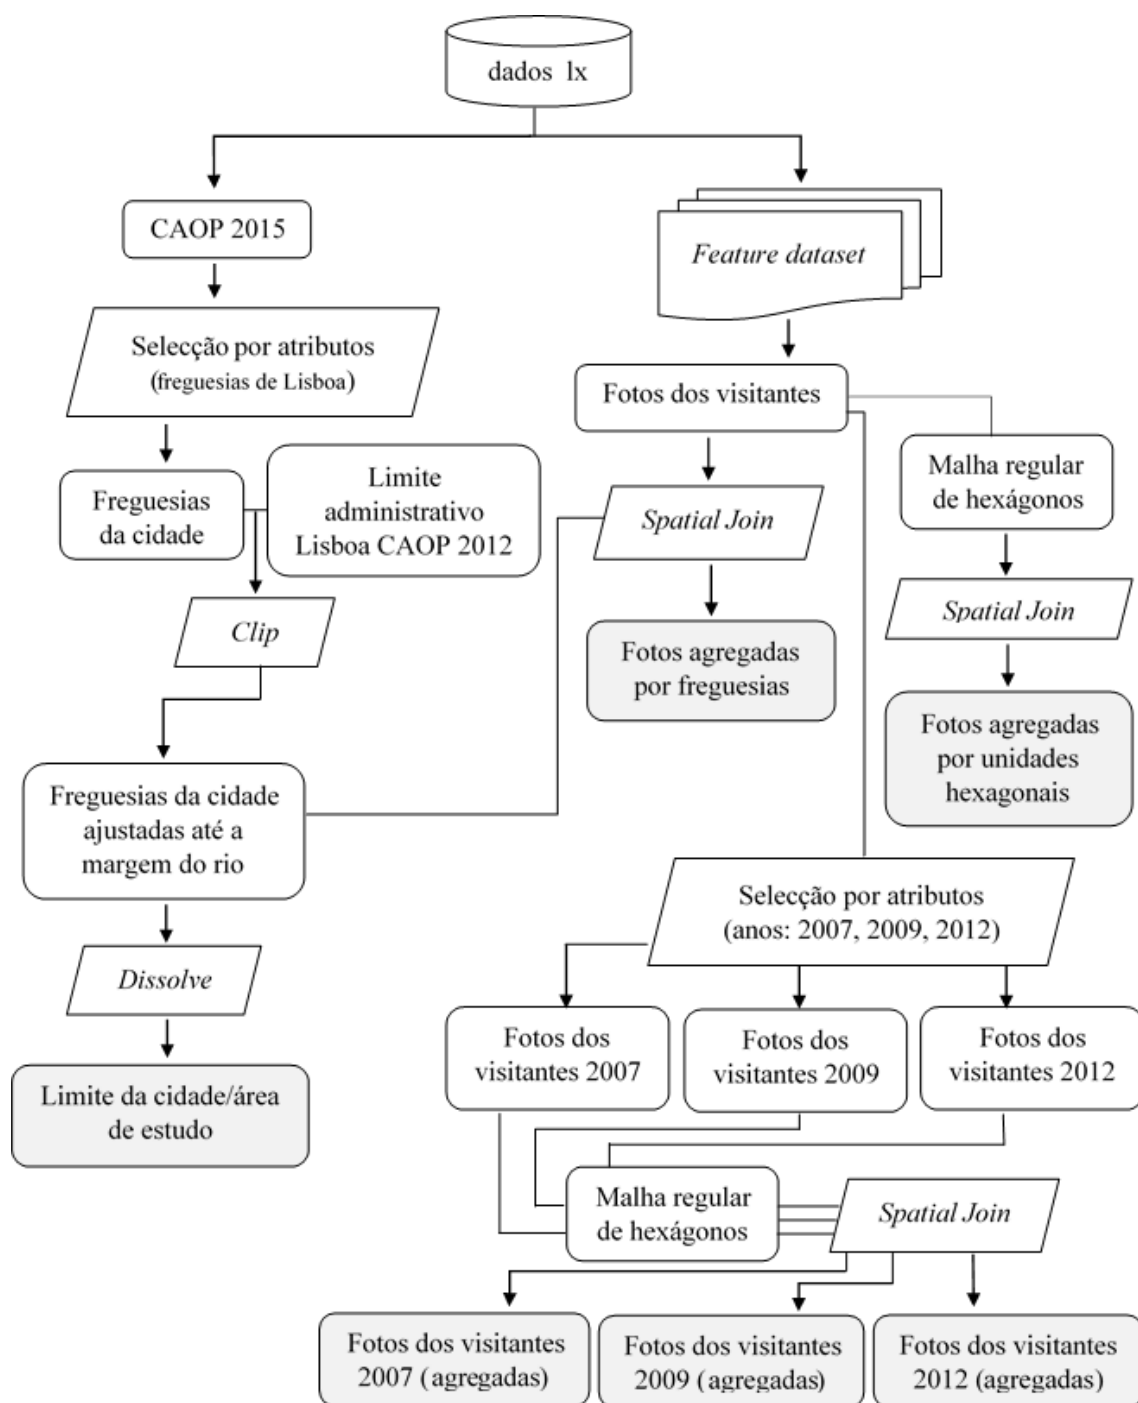 dados lx
CAOP 2015
Feature dataset
Selecção por atributos
(freguesias de Lisboa)
Fotos dos visitantes
Freguesias
da cidade
Limite
administrativo
Lisboa CAOP 2012
Malha regular
de hexágonos
Spatial Join
Spatial Join
Clip
Fotos agregadas
por freguesias
Fotos agregadas
por unidades
hexagonais
Freguesias da cidade
ajustadas até a
margem do rio
Selecção por atributos
(anos: 2007, 2009, 2012)
Dissolve
Fotos dos
visitantes 2007
Fotos dos
visitantes 2009
Fotos dos
visitantes 2012
Limite da cidade/área
de estudo
Malha regular
de hexágonos
Spatial Join
Fotos dos visitantes
2007 (agregadas)
Fotos dos visitantes
2009 (agregadas)
Fotos dos visitantes
2012 (agregadas)